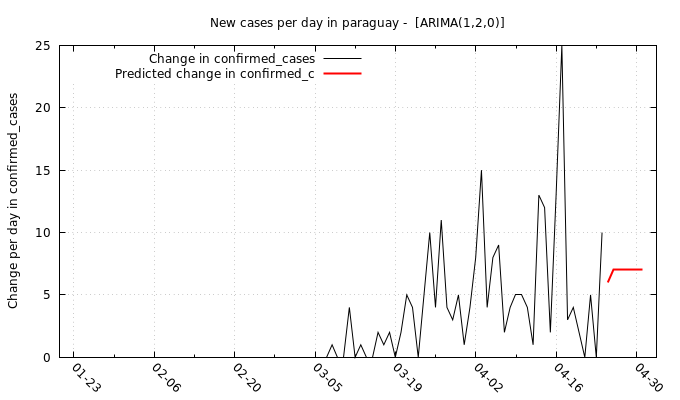 New cases per day in paraguay -  [ARIMA(1,2,0)]
Change in confirmed_cases
Predicted change in confirmed_c
Change per day in confirmed_cases
25
20
15
10
5
0
01-23 02-06 02-20 03-05 03-19 04-02 04-16 04-30